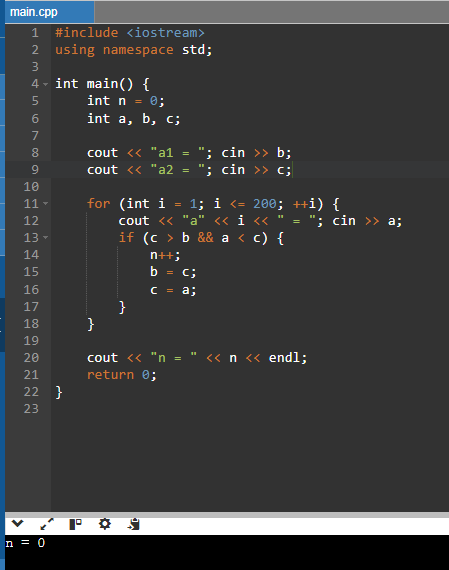 main.cpp
1 #include <iostream>
2 using namespace std;
3
4 int main() {
5 int n = 0;
6 int a, b, c;
7
8 cout << "a1 = "; cin >> b;
9 cout << "a2 = "; cin >> c;
10
11 for (int i = 1; i <= 200; ++i) {
12 cout << "a" << i << " = "; cin >> a;
13 if (c > b && a < c) {
14 n++;
15 b = c;
16 c = a;
17 }
18 }
19
20 cout << "n = " << n << endl;
21 return 0;
22 }
23
n = 0